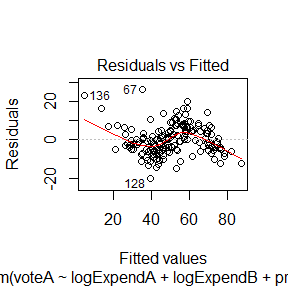 Residuals vs Fitted
Residuals
20
0
-20
136
67
128
20
40
60
80
Fitted values
m(voteA ~ logExpendA + logExpendB + pr